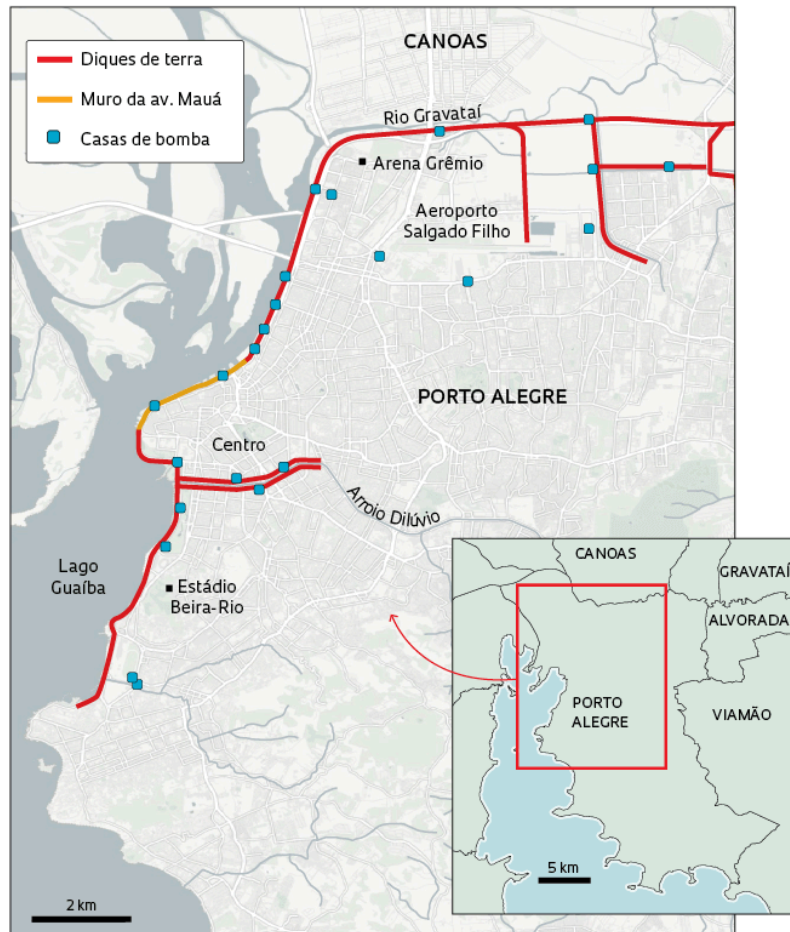 CANOAS
Diques de terra
Muro da av. Mauá
Casas de bomba
Rio Gravataí
Arena Grêmio
Aeroporto
Salgado Filho
PORTO ALEGRE
Centro
Arroio Dilúvio
Lago
Guaíba
Estádio
Beira-Rio
CANOAS
GRAVATAÍ
ALVORADA
PORTO
ALEGRE
VIAMÃO
5 km
2 km